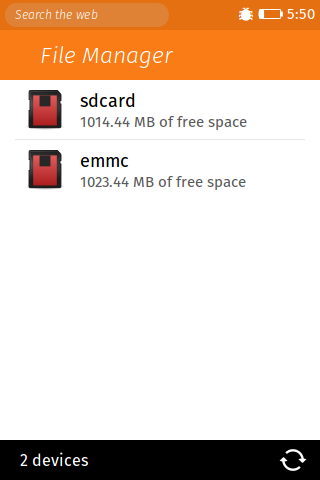 Search the web
5:50
File Manager
sdcard
1014.44 MB of free space
emmc
1023.44 MB of free space
2 devices